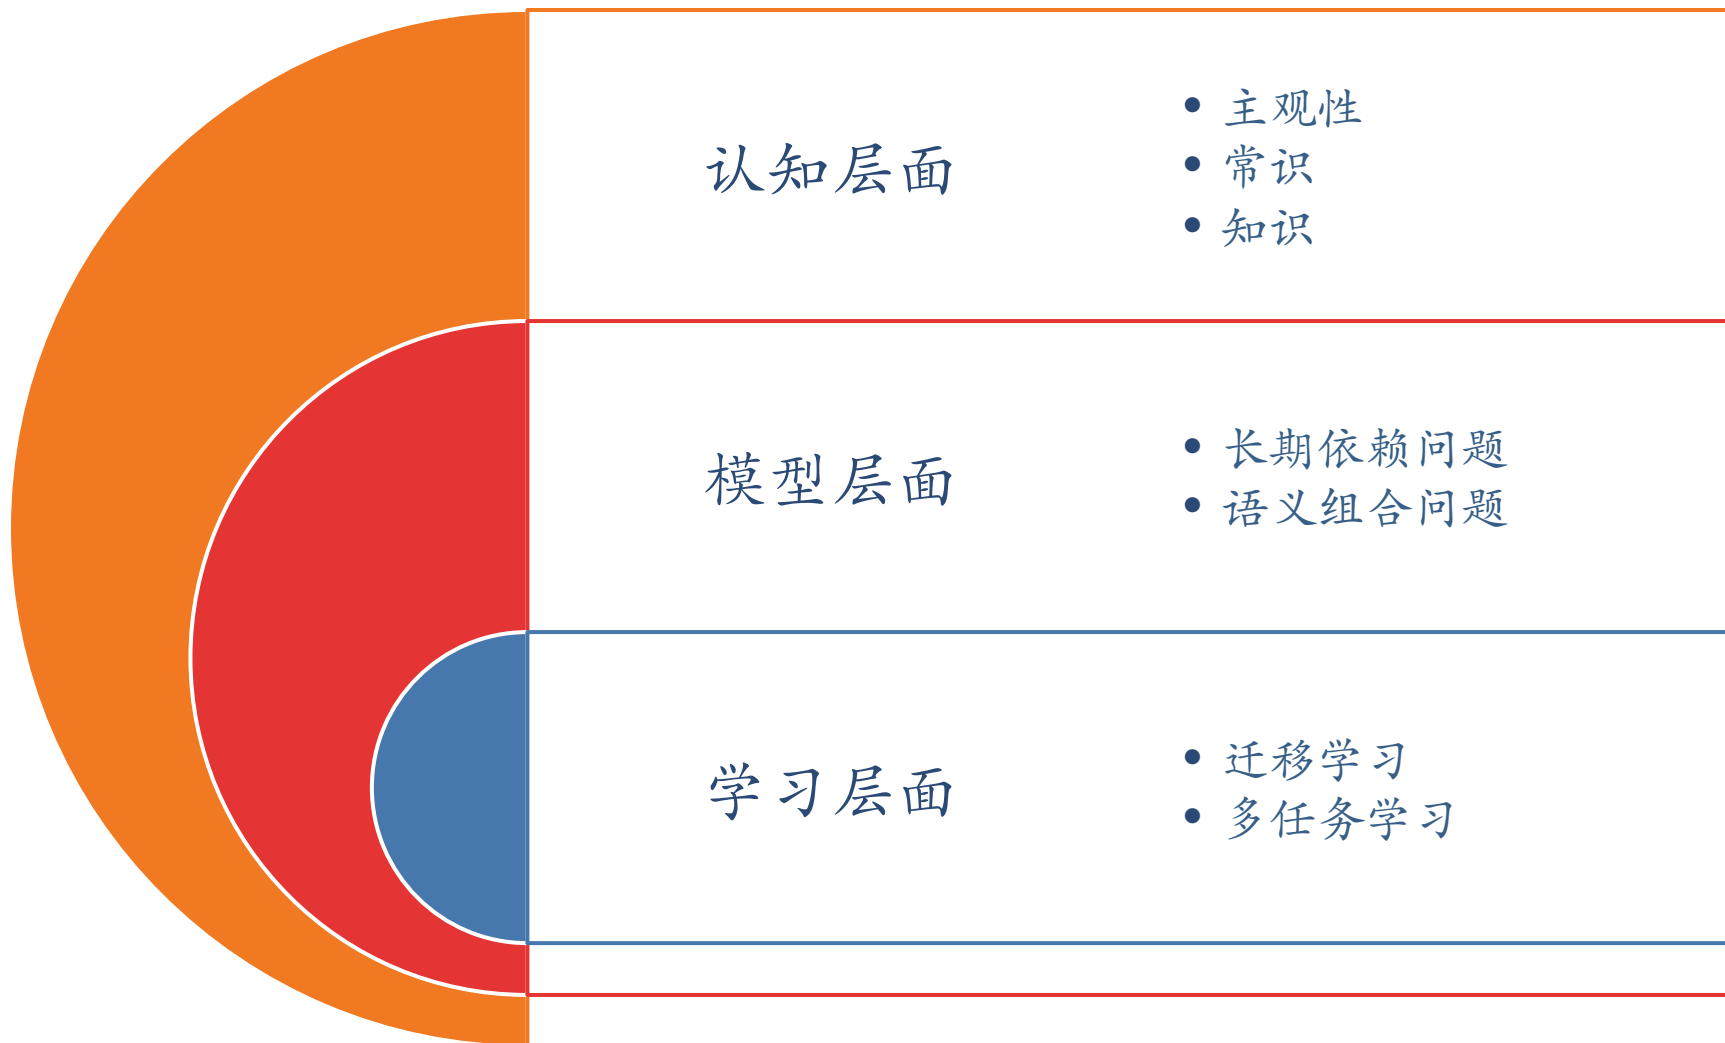 认知层面
• 主观性
• 常识
• 知识
模型层面
• 长期依赖问题
• 语义组合问题
学习层面
• 迁移学习
• 多任务学习